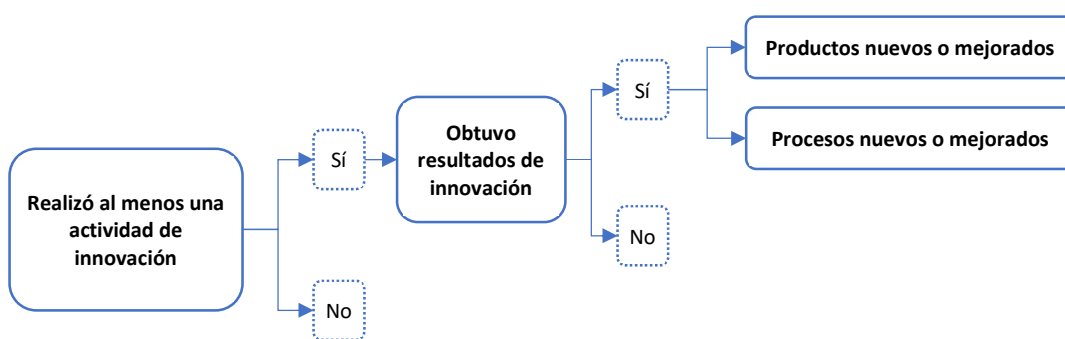 Realizó al menos una
actividad de
innovación
Sí
No
Obtuvo
resultados de
innovación
Sí
No
Productos nuevos o mejorados
Procesos nuevos o mejorados